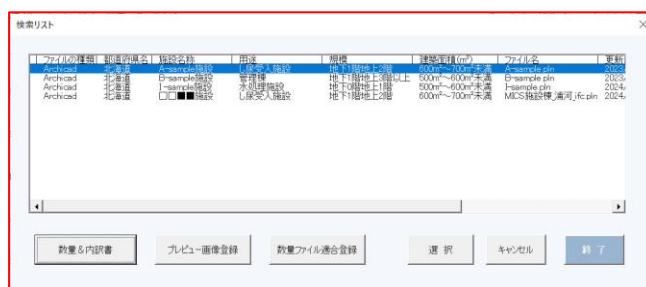 検索リスト ×
ファイルの種類 都道府県名 施設名称 用途 規模 建築面積(㎡) ファイル名 更新
Archicad 北海道 A-sample施設 し尿受入施設 地下1階地上2階 600m²~700m²未満 A-sample.pln 2023/
Archicad 北海道 B-sample施設 管理棟 地下1階地上3階以上 500m²~600m²未満 B-sample.pln 2023/
Archicad 北海道 I-sample施設 水処理施設 地下0階地上1階 500m²~600m²未満 I-sample.pln 2024/
Archicad 北海道 □□■■施設 し尿受入施設 地下1階地上2階 600m²~700m²未満 MICS施設棟_浦河_ifc.pln 2024/
数量&内訳書 プレビュー画像登録 数量ファイル適合登録 選 択 キャンセル 終 了